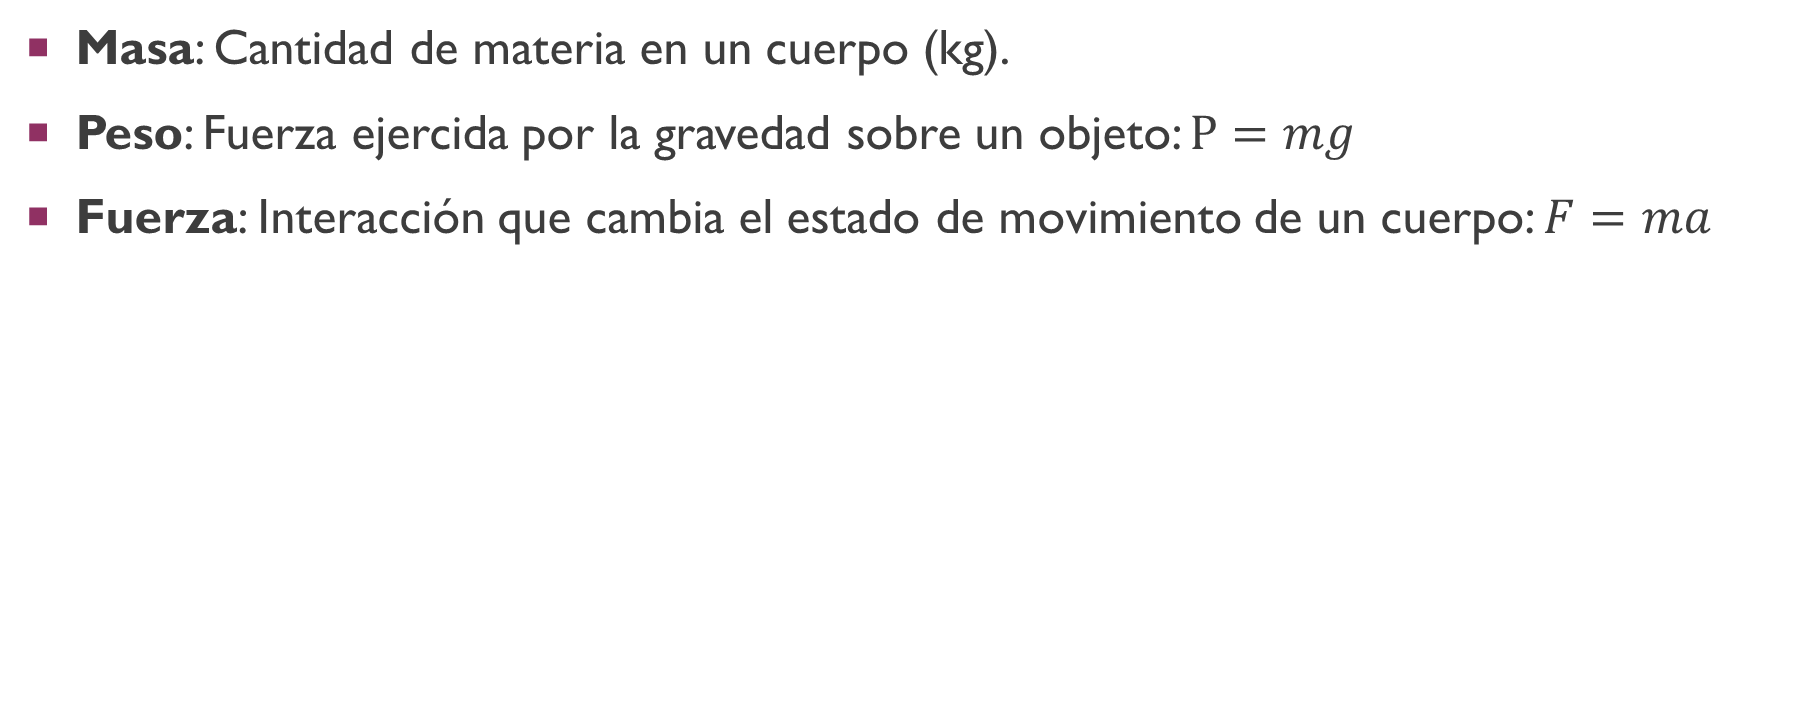 ▪ Masa: Cantidad de materia en un cuerpo (kg).
▪ Peso: Fuerza ejercida por la gravedad sobre un objeto: P = mg
▪ Fuerza: Interacción que cambia el estado de movimiento de un cuerpo: F = ma